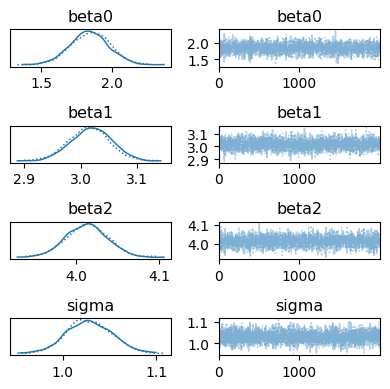 beta0 beta0
2.0
1.5
1.5 2.0 0 1000
beta1 beta1
3.1
3.0
2.9
2.9 3.0 3.1 0 1000
beta2 beta2
4.1
4.0
4.0 4.1 0 1000
sigma sigma
1.1
1.0
1.0 1.1 0 1000